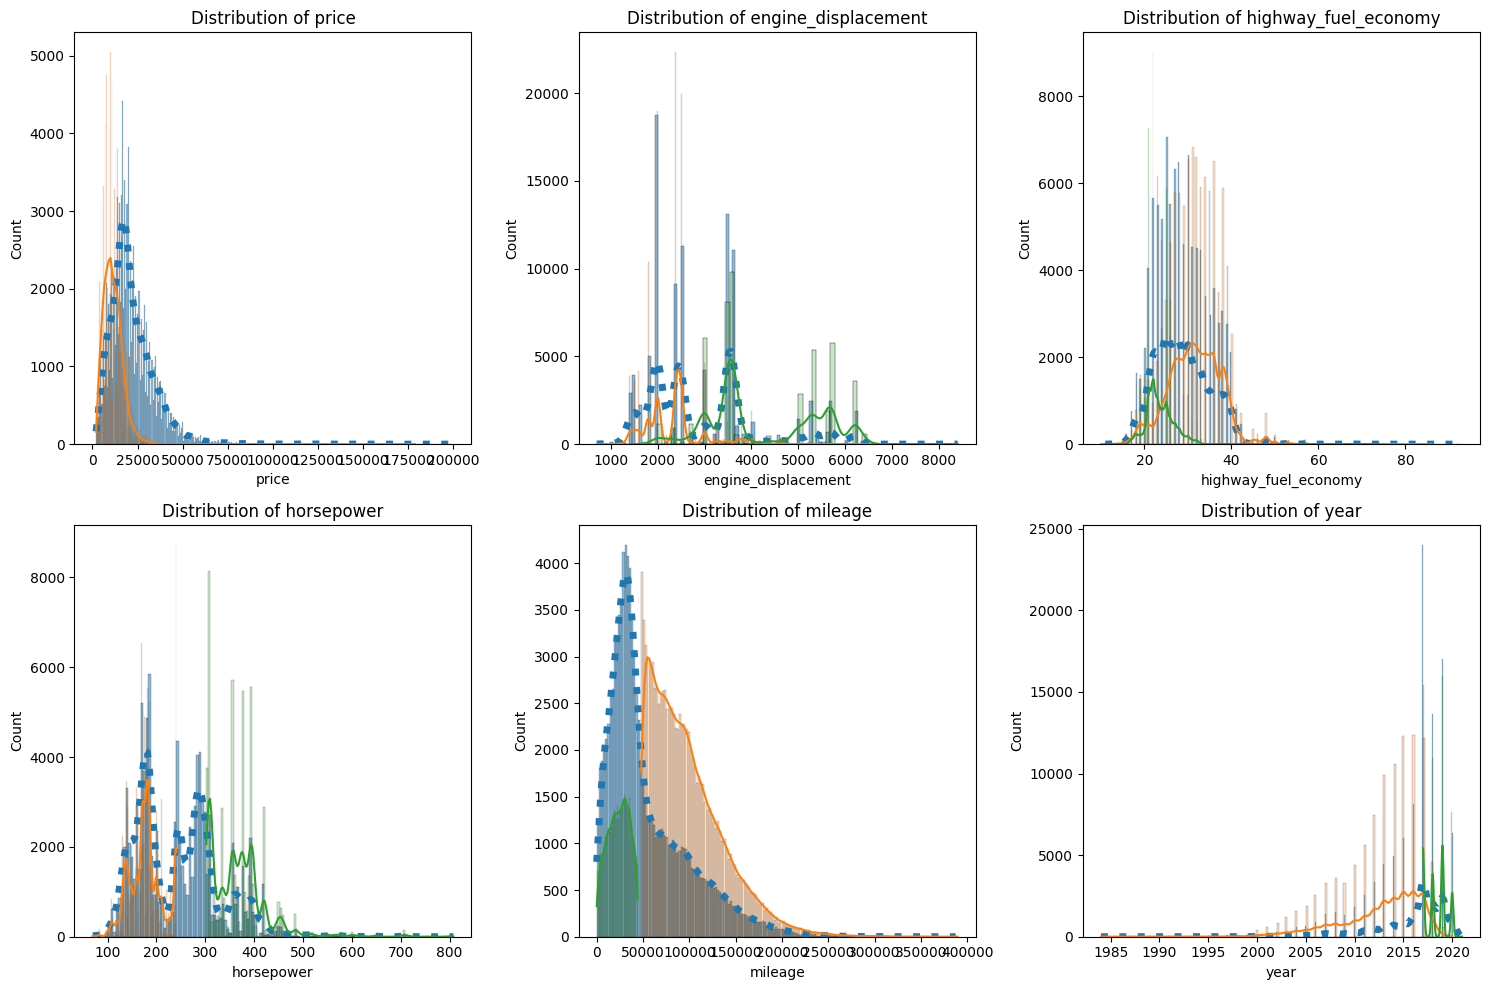 Distribution of price
5000
4000
3000
2000
1000
0
Count
0 25000 50000 75000 100000 125000 150000 175000 200000
price
Distribution of engine_displacement
20000
15000
10000
5000
0
Count
1000 2000 3000 4000 5000 6000 7000 8000
engine_displacement
Distribution of highway_fuel_economy
8000
6000
4000
2000
0
Count
20 40 60 80
highway_fuel_economy
Distribution of horsepower
8000
6000
4000
2000
0
Count
100 200 300 400 500 600 700 800
horsepower
Distribution of mileage
4000
3500
3000
2500
2000
1500
1000
500
0
Count
0 50000 100000 150000 200000 250000 300000 350000 400000
mileage
Distribution of year
25000
20000
15000
10000
5000
0
Count
1985 1990 1995 2000 2005 2010 2015 2020
year